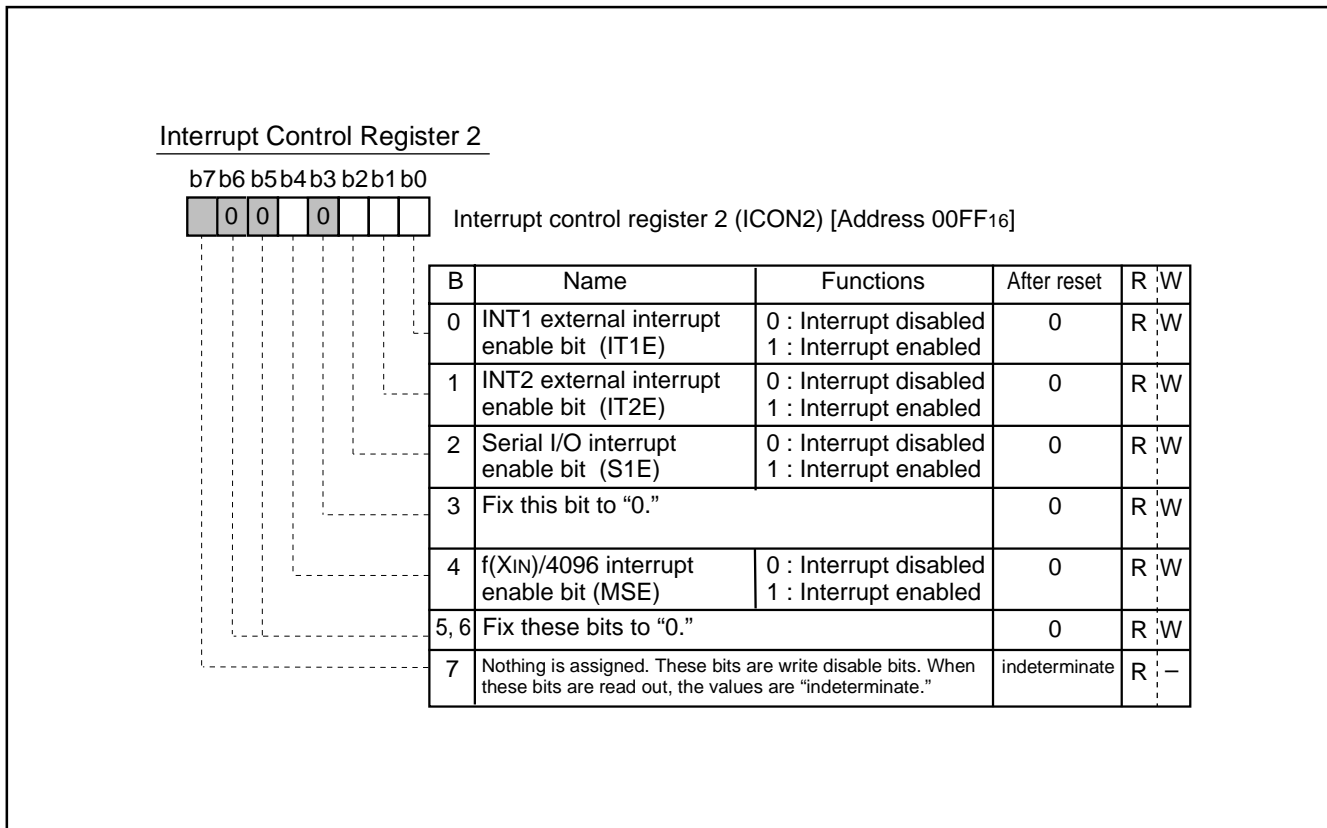 Interrupt Control Register 2
b7 b6 b5 b4 b3 b2 b1 b0
0 0 0
Interrupt control register 2 (ICON2) [Address 00FF16]
B Name Functions After reset R W
0 INT1 external interrupt enable bit (IT1E) 0 : Interrupt disabled 1 : Interrupt enabled 0 R W
1 INT2 external interrupt enable bit (IT2E) 0 : Interrupt disabled 1 : Interrupt enabled 0 R W
2 Serial I/O interrupt enable bit (S1E) 0 : Interrupt disabled 1 : Interrupt enabled 0 R W
3 Fix this bit to “0.” 0 R W
4 f(XIN)/4096 interrupt enable bit (MSE) 0 : Interrupt disabled 1 : Interrupt enabled 0 R W
5, 6 Fix these bits to “0.” 0 R W
7 Nothing is assigned. These bits are write disable bits. When these bits are read out, the values are “indeterminate.” indeterminate R –